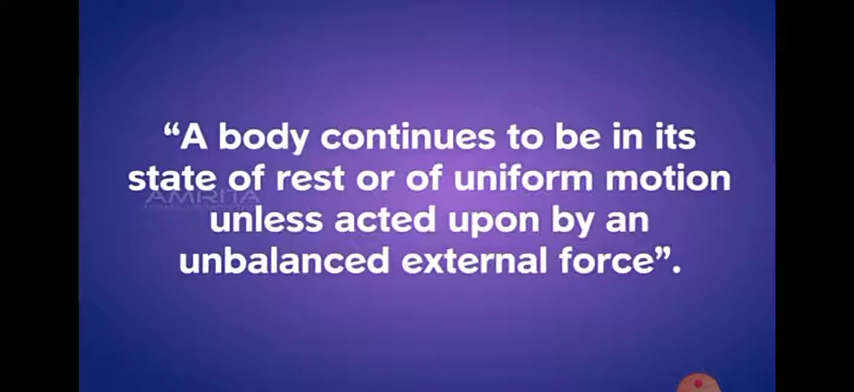 “A body continues to be in its
state of rest or of uniform motion
AMRITA
unless acted upon by an
unbalanced external force”.